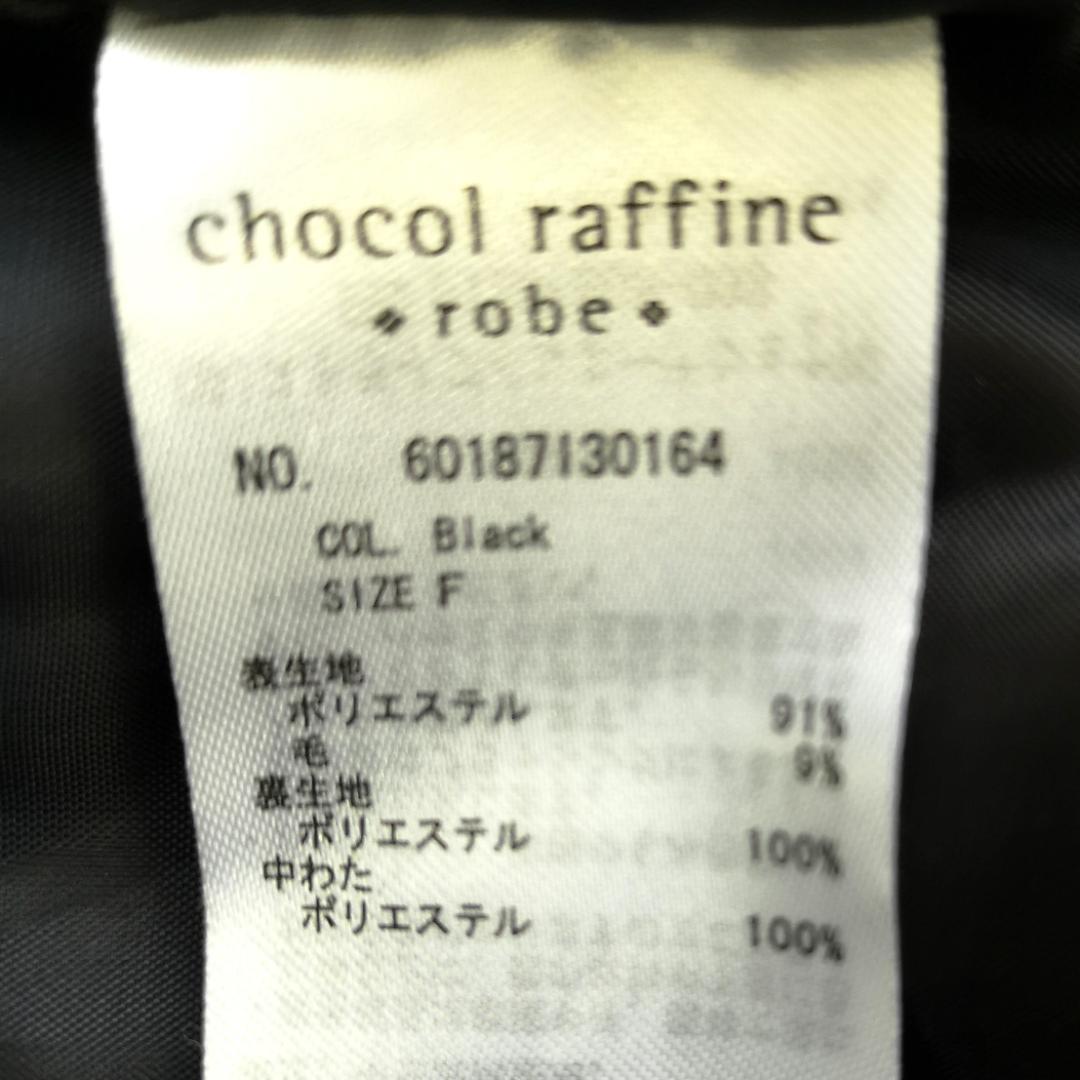 chocol raffine
robe
NO. 60187130164
COL. Black
SIZE F
表生地
ポリエステル 91%
毛 9%
裏生地
ポリエステル 100%
中わた
ポリエステル 100%